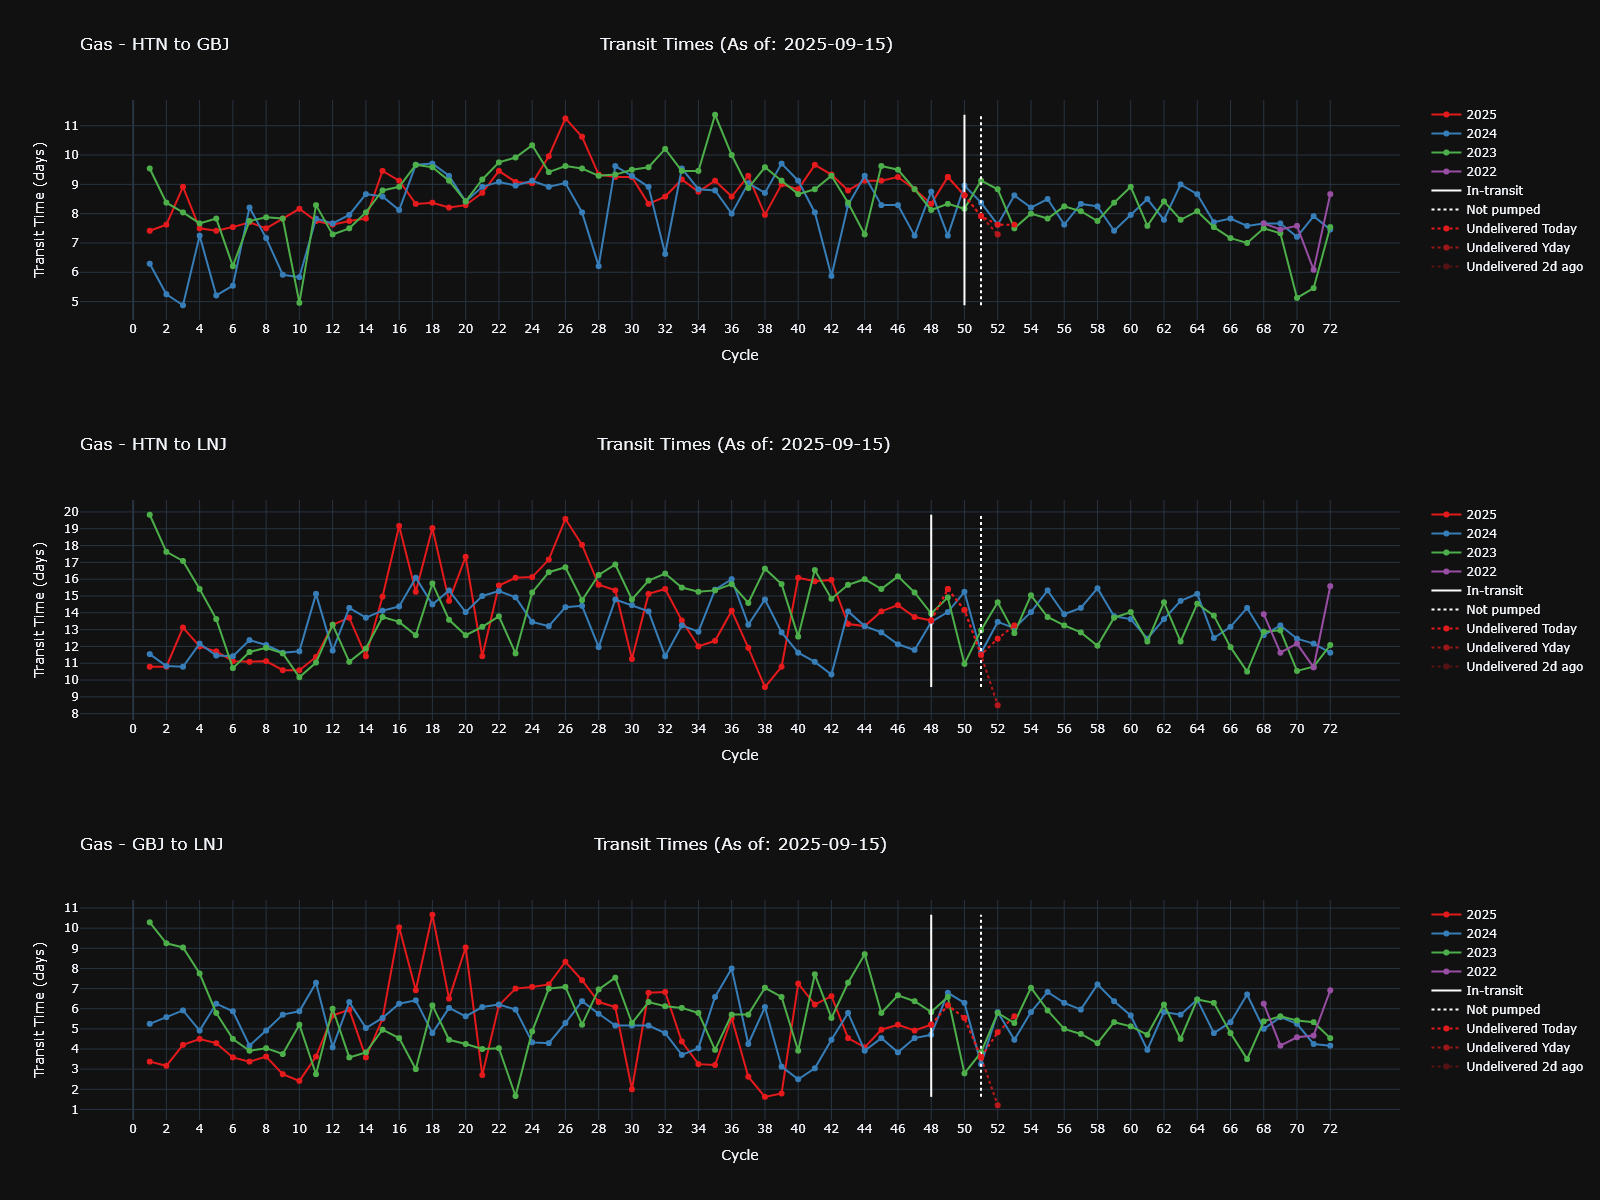 Gas - HTN to GBJ
Transit Times (As of: 2025-09-15)
Transit Time (days)
11
10
9
8
7
6
5
0 2 4 6 8 10 12 14 16 18 20 22 24 26 28 30 32 34 36 38 40 42 44 46 48 50 52 54 56 58 60 62 64 66 68 70 72
Cycle
2025
2024
2023
2022
In-transit
Not pumped
Undelivered Today
Undelivered Yday
Undelivered 2d ago
Gas - HTN to LNJ
Transit Times (As of: 2025-09-15)
Transit Time (days)
20
19
18
17
16
15
14
13
12
11
10
9
8
0 2 4 6 8 10 12 14 16 18 20 22 24 26 28 30 32 34 36 38 40 42 44 46 48 50 52 54 56 58 60 62 64 66 68 70 72
Cycle
2025
2024
2023
2022
In-transit
Not pumped
Undelivered Today
Undelivered Yday
Undelivered 2d ago
Gas - GBJ to LNJ
Transit Times (As of: 2025-09-15)
Transit Time (days)
11
10
9
8
7
6
5
4
3
2
1
0 2 4 6 8 10 12 14 16 18 20 22 24 26 28 30 32 34 36 38 40 42 44 46 48 50 52 54 56 58 60 62 64 66 68 70 72
Cycle
2025
2024
2023
2022
In-transit
Not pumped
Undelivered Today
Undelivered Yday
Undelivered 2d ago